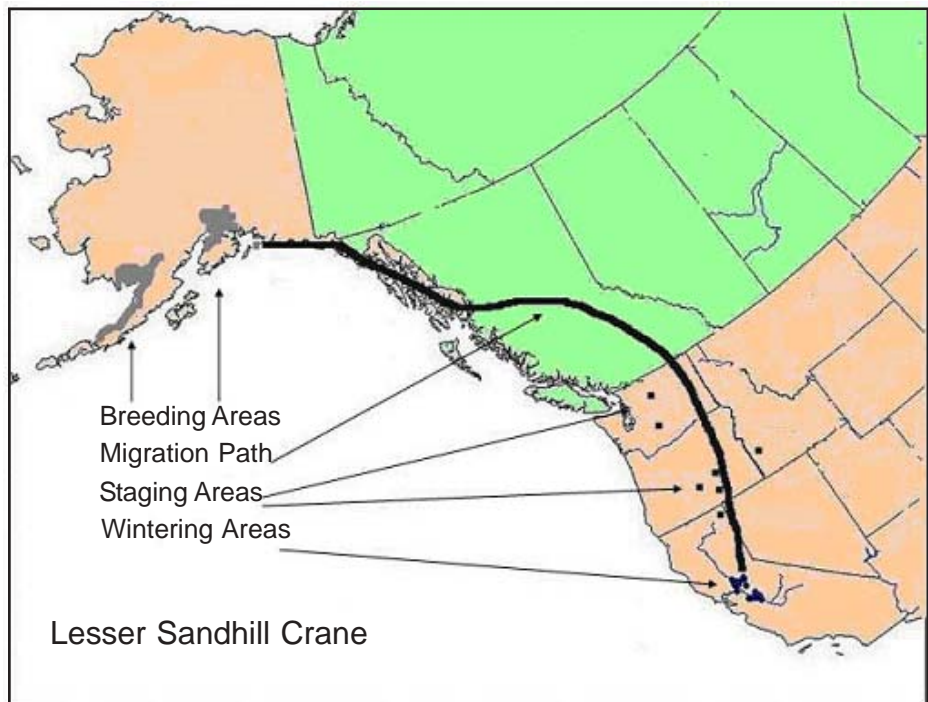 Breeding Areas
Migration Path
Staging Areas
Wintering Areas
Lesser Sandhill Crane